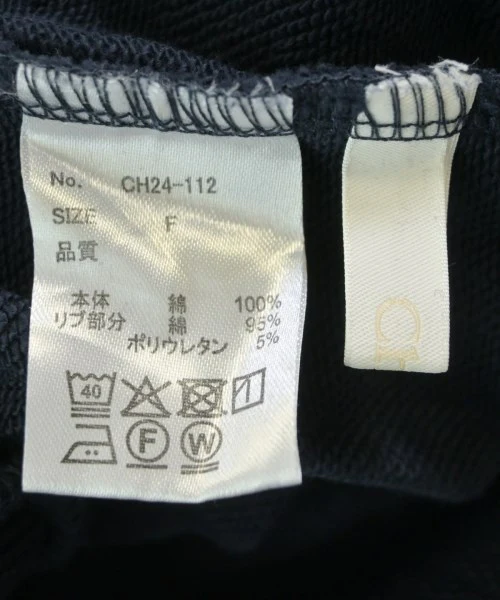 No. CH24-112
SIZE F
品質
本体 綿 100%
リブ部分 綿 95%
ポリウレタン 5%
40
F W